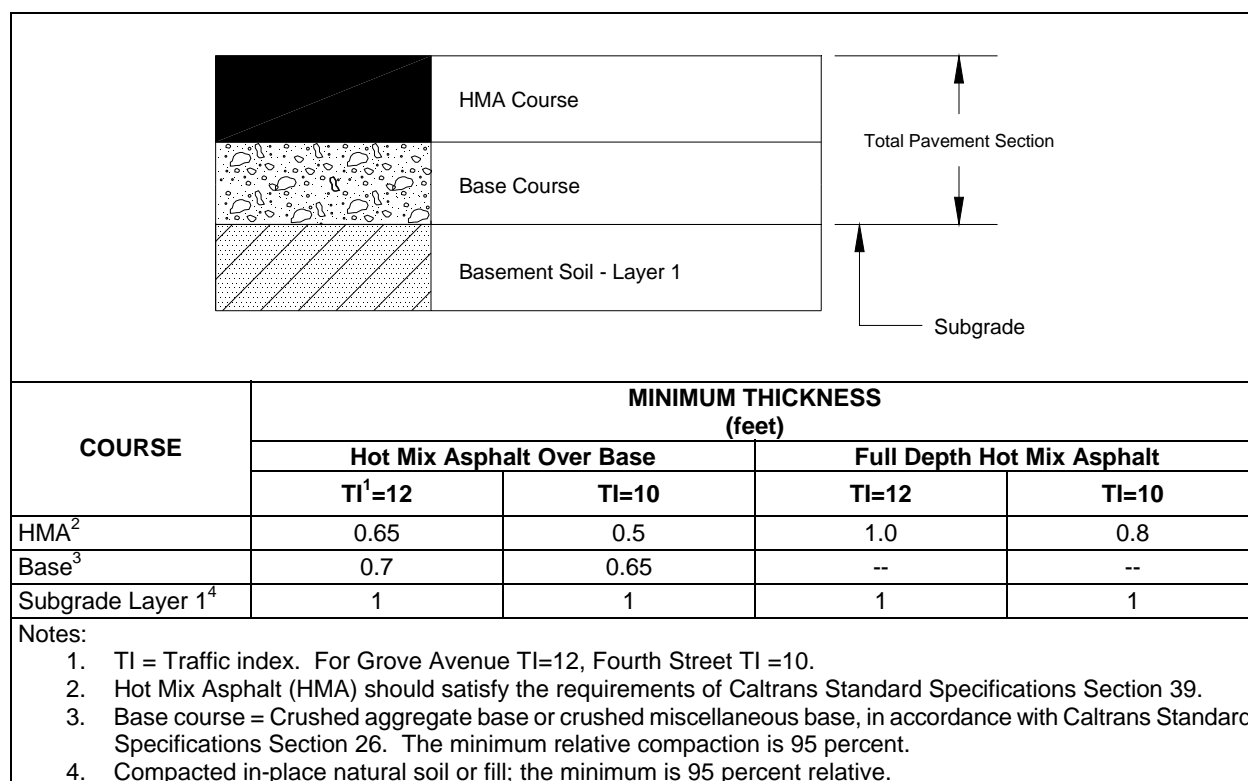 HMA Course
Total Pavement Section
Base Course
Basement Soil - Layer 1
Subgrade
COURSE
MINIMUM THICKNESS
(feet)
Hot Mix Asphalt Over Base
Full Depth Hot Mix Asphalt
TI¹=12
TI=10
TI=12
TI=10
HMA² 0.65 0.5 1.0 0.8
Base³ 0.7 0.65 -- --
Subgrade Layer 1⁴ 1 1 1 1
Notes:
1. TI = Traffic index. For Grove Avenue TI=12, Fourth Street TI =10.
2. Hot Mix Asphalt (HMA) should satisfy the requirements of Caltrans Standard Specifications Section 39.
3. Base course = Crushed aggregate base or crushed miscellaneous base, in accordance with Caltrans Standard
Specifications Section 26. The minimum relative compaction is 95 percent.
4. Compacted in-place natural soil or fill; the minimum is 95 percent relative.